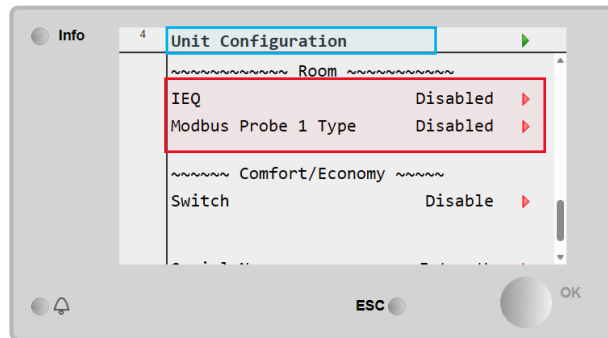 Info
4 Unit Configuration
~~~~~~~~~~~~ Room ~~~~~~~~~~~
IEQ Disabled
Modbus Probe 1 Type Disabled
~~~~~~ Comfort/Economy ~~~~~
Switch Disable
ESC
OK